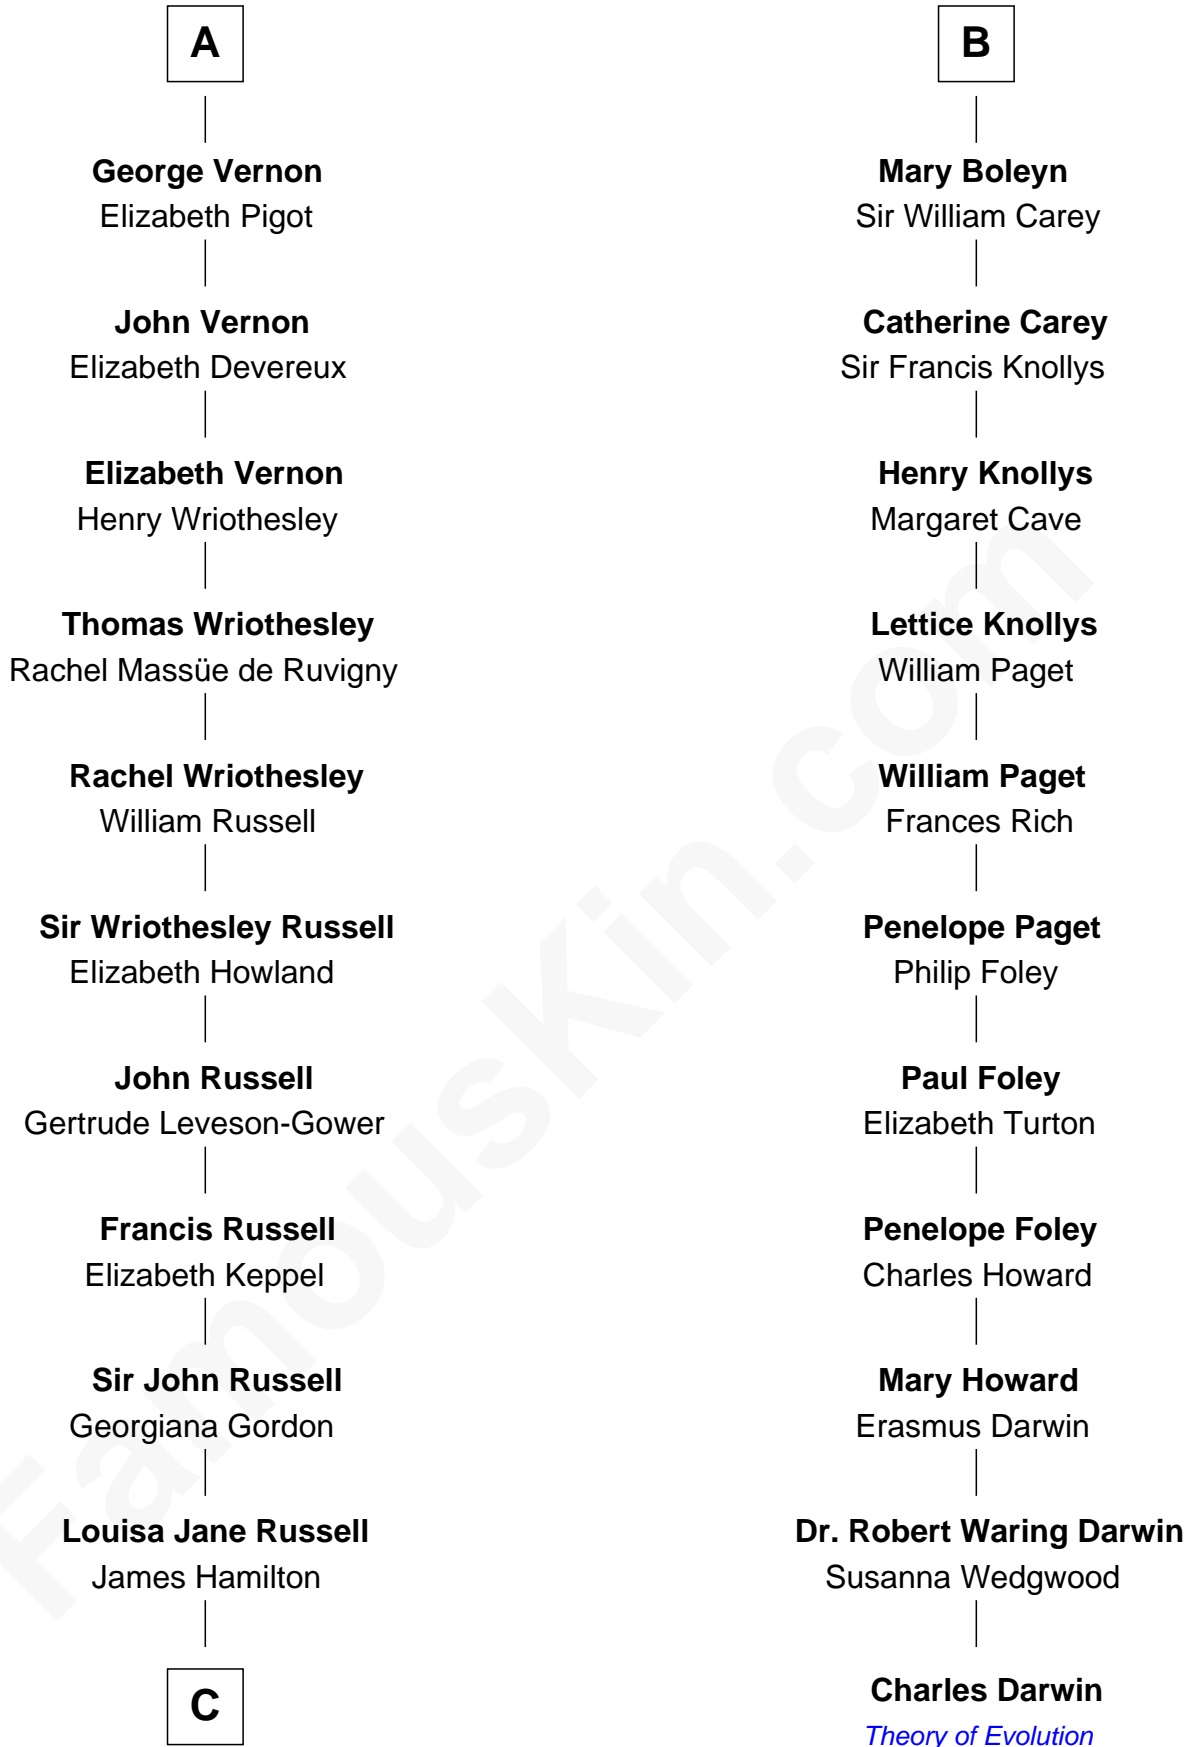 A
George Vernon
Elizabeth Pigot
John Vernon
Elizabeth Devereux
Elizabeth Vernon
Henry Wriothesley
Thomas Wriothesley
Rachel Massüe de Ruvigny
Rachel Wriothesley
William Russell
Sir Wriothesley Russell
Elizabeth Howland
John Russell
Gertrude Leveson-Gower
Francis Russell
Elizabeth Keppel
Sir John Russell
Georgiana Gordon
Louisa Jane Russell
James Hamilton
C
B
Mary Boleyn
Sir William Carey
Catherine Carey
Sir Francis Knollys
Henry Knollys
Margaret Cave
Lettice Knollys
William Paget
William Paget
Frances Rich
Penelope Paget
Philip Foley
Paul Foley
Elizabeth Turton
Penelope Foley
Charles Howard
Mary Howard
Erasmus Darwin
Dr. Robert Waring Darwin
Susanna Wedgwood
Charles Darwin
Theory of Evolution
FamousKin.com